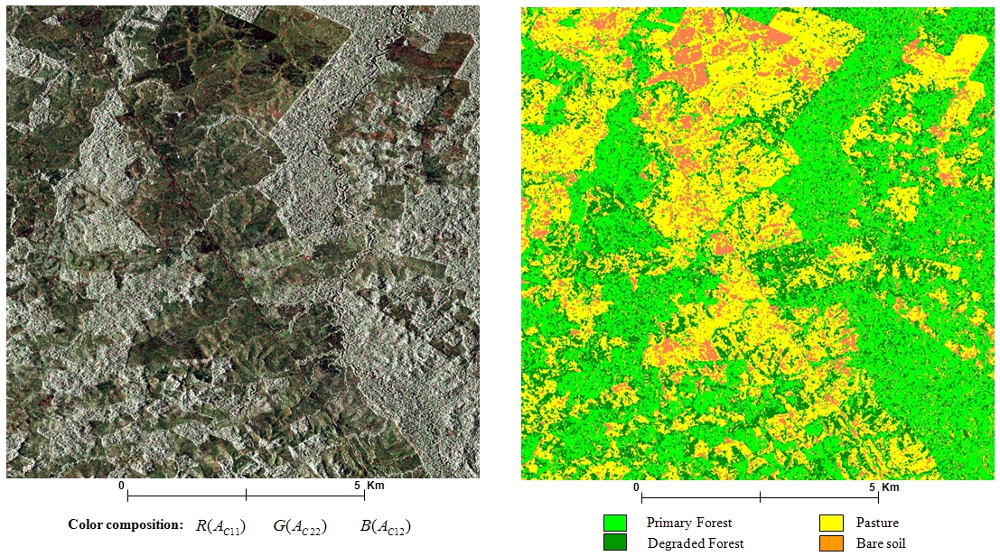 0 5 Km
Color composition: R(A_C11) G(A_C22) B(A_C12)
0 5 Km
Primary Forest Pasture
Degraded Forest Bare soil